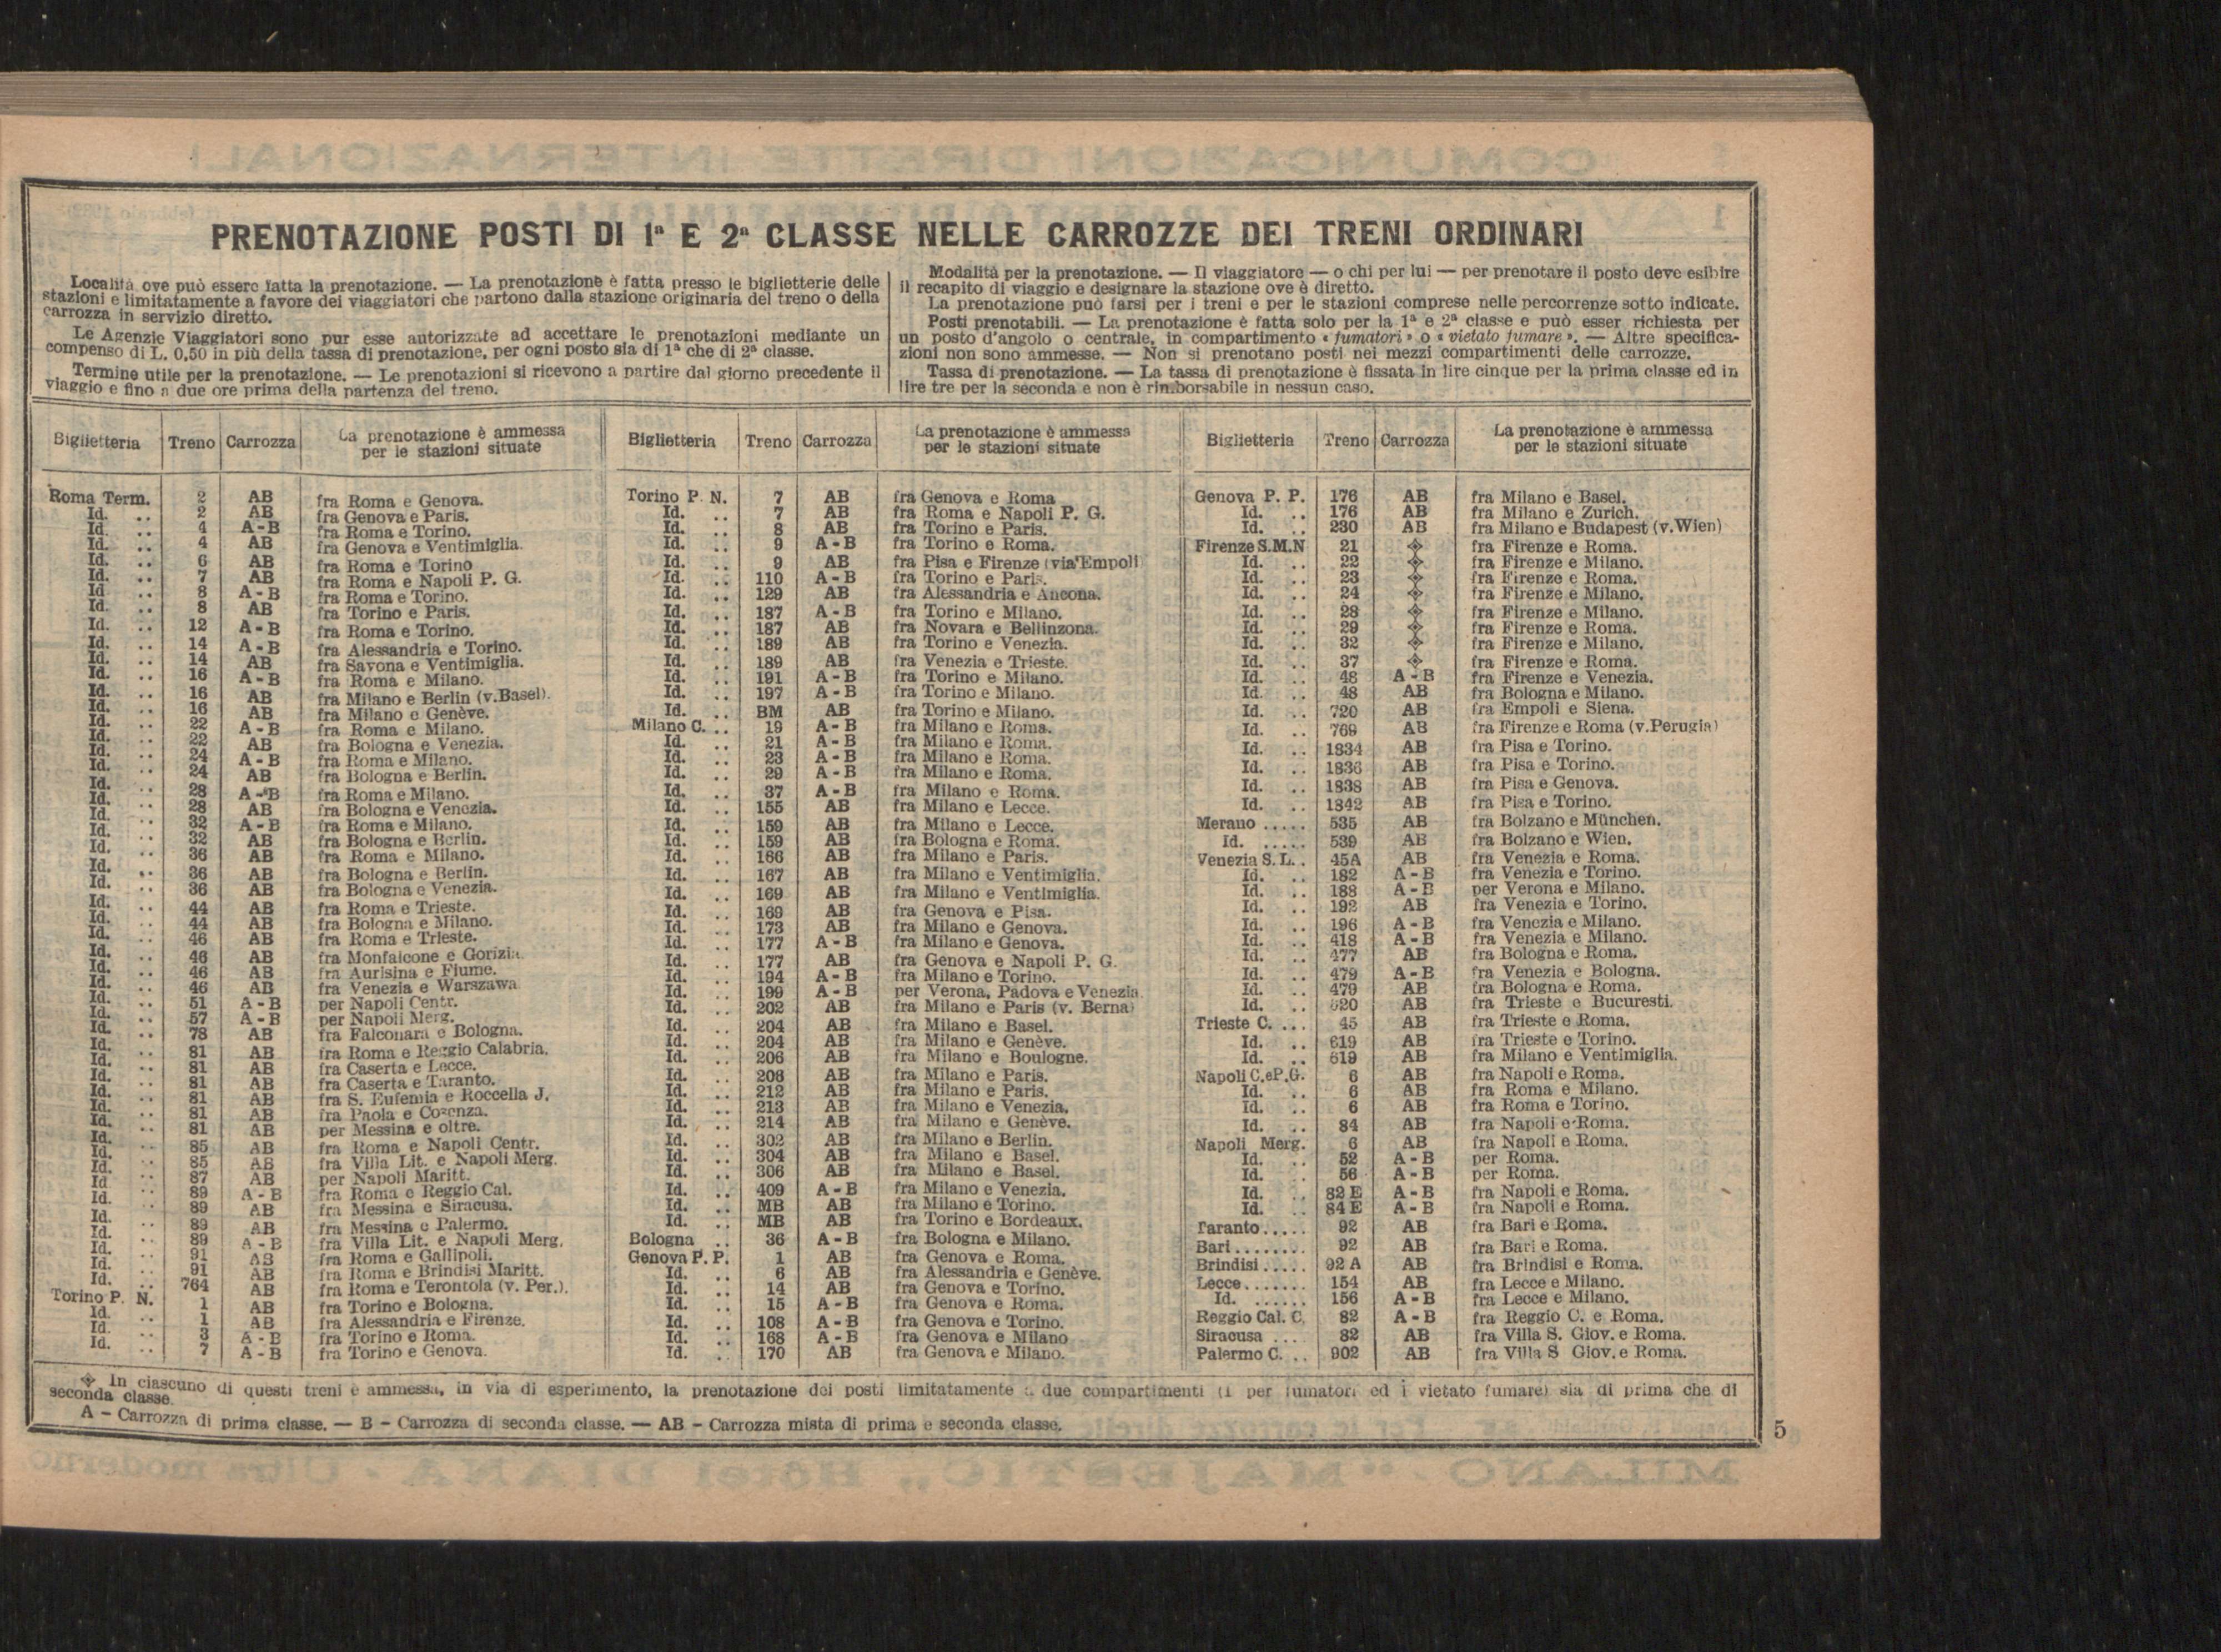 PRENOTAZIONE POSTI DI 1ª E 2ª CLASSE NELLE CARROZZE DEI TRENI ORDINARI
Località ove può essere fatta la prenotazione. — La prenotazione è fatta presso le biglietterie delle
stazioni e limitatamente a favore dei viaggiatori che partono dalla stazione originaria del treno o della
carrozza in servizio diretto.
Le Agenzie Viaggiatori sono pur esse autorizzate ad accettare le prenotazioni mediante un
compenso di L. 0,50 in più della tassa di prenotazione, per ogni posto sia di 1ª che di 2ª classe.
Termine utile per la prenotazione. — Le prenotazioni si ricevono a partire dal giorno precedente il
viaggio e fino a due ore prima della partenza del treno.
Modalità per la prenotazione. — Il viaggiatore — o chi per lui — per prenotare il posto deve esibire
il recapito di viaggio e designare la stazione ove è diretto.
La prenotazione può farsi per i treni e per le stazioni comprese nelle percorrenze sotto indicate.
Posti prenotabili. — La prenotazione è fatta solo per la 1ª e 2ª classe e può esser richiesta per
un posto d'angolo o centrale, in compartimento « fumatori » o « vietato fumare ». — Altre specifica-
zioni non sono ammesse. — Non si prenotano posti nei mezzi compartimenti delle carrozze.
Tassa di prenotazione. — La tassa di prenotazione è fissata in lire cinque per la prima classe ed in
lire tre per la seconda e non è rimborsabile in nessun caso.
Biglietteria Treno Carrozza La prenotazione è ammessa
per le stazioni situate
Roma Term. 2 AB fra Roma e Genova.
Id. .. 2 AB fra Genova e Paris.
Id. .. 4 A - B fra Roma e Torino.
Id. .. 4 AB fra Genova e Ventimiglia.
Id. .. 6 AB fra Roma e Torino
Id. .. 7 AB fra Roma e Napoli P. G.
Id .. 8 A - B fra Roma e Torino.
Id. .. 8 AB fra Torino e Paris.
Id. .. 12 A - B fra Roma e Torino.
Id. .. 14 A - B fra Alessandria e Torino.
Id. .. 14 AB fra Savona e Ventimiglia.
Id. .. 16 A - B fra Roma e Milano.
Id. .. 16 AB fra Milano e Berlin (v.Basel).
Id. .. 16 AB fra Milano e Genève.
Id. .. 22 A - B fra Roma e Milano.
Id. .. 22 AB fra Bologna e Venezia.
Id. .. 24 A - B fra Roma e Milano.
Id. .. 24 AB fra Bologna e Berlin.
Id. .. 28 A - B fra Roma e Milano.
Id. .. 28 AB fra Bologna e Venezia.
Id. .. 32 A - B fra Roma e Milano.
Id. .. 32 AB fra Bologna e Berlin.
Id. .. 36 AB fra Roma e Milano.
Id. .. 36 AB fra Bologna e Berlin.
Id. .. 36 AB fra Bologna e Venezia.
Id. .. 44 AB fra Roma e Trieste.
Id. .. 44 AB fra Bologna e Milano.
Id. .. 46 AB fra Roma e Trieste.
Id. .. 46 AB fra Monfalcone e Gorizia.
Id. .. 46 AB fra Aurisina e Fiume.
Id. .. 46 AB fra Venezia e Warszawa
Id. .. 51 A - B per Napoli Centr.
Id. .. 57 A - B per Napoli Merg.
Id. .. 78 AB fra Falconara e Bologna.
Id. .. 81 AB fra Roma e Reggio Calabria.
Id. .. 81 AB fra Caserta e Lecce.
Id. .. 81 AB fra Caserta e Taranto.
Id. .. 81 AB fra S. Eufemia e Roccella J.
Id. .. 81 AB fra Paola e Cosenza.
Id. .. 81 AB per Messina e oltre.
Id. .. 85 AB fra Roma e Napoli Centr.
Id. .. 85 AB fra Villa Lit. e Napoli Merg.
Id. .. 87 AB per Napoli Maritt.
Id .. 89 A - B fra Roma e Reggio Cal.
Id. .. 89 AB fra Messina e Siracusa.
Id. .. 89 AB fra Messina e Palermo.
Id. .. 89 A - B fra Villa Lit. e Napoli Merg.
Id. .. 91 AB fra Roma e Gallipoli.
Id. .. 91 AB fra Roma e Brindisi Maritt.
Id. .. 764 AB fra Roma e Terontola (v. Per.).
Torino P. N. 1 AB fra Torino e Bologna.
Id. .. 1 AB fra Alessandria e Firenze.
Id. .. 3 A - B fra Torino e Roma.
Id. .. 7 A - B fra Torino e Genova.
Biglietteria Treno Carrozza La prenotazione è ammessa
per le stazioni situate
Torino P. N. 7 AB fra Genova e Roma
Id. .. 7 AB fra Roma e Napoli P. G.
Id. .. 8 AB fra Torino e Paris.
Id. .. 9 A - B fra Torino e Roma.
Id. .. 9 AB fra Pisa e Firenze (via Empoli
Id. .. 110 A - B fra Torino e Paris.
Id. .. 129 AB fra Alessandria e Ancona.
Id. .. 187 A - B fra Torino e Milano.
Id. .. 187 AB fra Novara e Bellinzona.
Id. .. 189 AB fra Torino e Venezia.
Id. .. 189 AB fra Venezia e Trieste.
Id. .. 191 A - B fra Torino e Milano.
Id. .. 197 A - B fra Torino e Milano.
Id. .. BM AB fra Torino e Milano.
Milano C. .. 19 A - B fra Milano e Roma.
Id. .. 21 A - B fra Milano e Roma.
Id. .. 23 A - B fra Milano e Roma.
Id. .. 29 A - B fra Milano e Roma.
Id. .. 37 A - B fra Milano e Roma.
Id. .. 155 AB fra Milano e Lecce.
Id. .. 159 AB fra Milano e Lecce.
Id. .. 159 AB fra Bologna e Roma.
Id. .. 166 AB fra Milano e Paris.
Id. .. 167 AB fra Milano e Ventimiglia.
Id. .. 169 AB fra Milano e Ventimiglia.
Id. .. 169 AB fra Genova e Pisa.
Id. .. 173 AB fra Milano e Genova.
Id. .. 177 A - B fra Milano e Genova.
Id. .. 177 AB fra Genova e Napoli P. G.
Id. .. 194 A - B fra Milano e Torino.
Id. .. 199 A - B per Verona, Padova e Venezia.
Id. .. 202 AB fra Milano e Paris (v. Berna)
Id. .. 204 AB fra Milano e Basel.
Id. .. 204 AB fra Milano e Genève.
Id. .. 206 AB fra Milano e Boulogne.
Id. .. 208 AB fra Milano e Paris.
Id. .. 212 AB fra Milano e Paris.
Id. .. 213 AB fra Milano e Venezia.
Id. .. 214 AB fra Milano e Genève.
Id. .. 302 AB fra Milano e Berlin.
Id. .. 304 AB fra Milano e Basel.
Id. .. 306 AB fra Milano e Basel.
Id. .. 409 A - B fra Milano e Venezia.
Id. .. MB AB fra Milano e Torino.
Id. .. MB AB fra Torino e Bordeaux.
Bologna .. 36 A - B fra Bologna e Milano.
Genova P. P. 1 AB fra Genova e Roma.
Id. .. 6 AB fra Alessandria e Genève.
Id. .. 14 AB fra Genova e Torino.
Id. .. 15 A - B fra Genova e Roma.
Id. .. 108 A - B fra Genova e Torino.
Id. .. 168 A - B fra Genova e Milano
Id. .. 170 AB fra Genova e Milano.
Biglietteria Treno Carrozza La prenotazione è ammessa
per le stazioni situate
Genova P. P. 176 AB fra Milano e Basel.
Id. .. 176 AB fra Milano e Zurich.
Id. .. 230 AB fra Milano e Budapest (v.Wien)
Firenze S.M.N 21 ❖ fra Firenze e Roma.
Id. .. 22 ❖ fra Firenze e Milano.
Id. .. 23 ❖ fra Firenze e Roma.
Id. .. 24 ❖ fra Firenze e Milano.
Id. .. 28 ❖ fra Firenze e Milano.
Id. .. 29 ❖ fra Firenze e Roma.
Id. .. 32 ❖ fra Firenze e Milano.
Id. .. 37 ❖ fra Firenze e Roma.
Id. .. 48 A - B fra Firenze e Venezia.
Id. .. 48 AB fra Bologna e Milano.
Id. .. 720 AB fra Empoli e Siena.
Id. .. 769 AB fra Firenze e Roma (v.Perugia)
Id. .. 1834 AB fra Pisa e Torino.
Id. .. 1836 AB fra Pisa e Torino.
Id. .. 1838 AB fra Pisa e Genova.
Id. .. 1842 AB fra Pisa e Torino.
Merano ..... 535 AB fra Bolzano e München.
Id. ..... 539 AB fra Bolzano e Wien.
Venezia S. L. . 45A AB fra Venezia e Roma.
Id. .. 182 A - B fra Venezia e Torino.
Id. .. 188 A - B per Verona e Milano.
Id. .. 192 AB fra Venezia e Torino.
Id. .. 196 A - B fra Venezia e Milano.
Id. .. 418 A - B fra Venezia e Milano.
Id. .. 477 AB fra Bologna e Roma.
Id. .. 479 A - B fra Venezia e Bologna.
Id. .. 479 AB fra Bologna e Roma.
Id. .. 620 AB fra Trieste e Bucuresti.
Trieste C. ... 45 AB fra Trieste e Roma.
Id. .. 619 AB fra Trieste e Torino.
Id. .. 619 AB fra Milano e Ventimiglia.
Napoli C.eP.G. 6 AB fra Napoli e Roma.
Id. .. 6 AB fra Roma e Milano.
Id. .. 6 AB fra Roma e Torino.
Id. .. 84 AB fra Napoli e Roma.
Napoli Merg. 6 AB fra Napoli e Roma.
Id. .. 52 A - B per Roma.
Id. .. 56 A - B per Roma.
Id. .. 82 E A - B fra Napoli e Roma.
Id. .. 84 E A - B fra Napoli e Roma.
Taranto..... 92 AB fra Bari e Roma.
Bari........ 92 AB fra Bari e Roma.
Brindisi..... 92 A AB fra Brindisi e Roma.
Lecce....... 154 AB fra Lecce e Milano.
Id. ...... 156 A - B fra Lecce e Milano.
Reggio Cal. C. 82 A - B fra Reggio C. e Roma.
Siracusa .... 82 AB fra Villa S. Giov. e Roma.
Palermo C. .. 902 AB fra Villa S Giov. e Roma.
❖ In ciascuno di questi treni è ammessa, in via di esperimento, la prenotazione dei posti limitatamente a due compartimenti (1 per fumatori ed 1 vietato fumare) sia di prima che di
seconda classe.
A - Carrozza di prima classe. — B - Carrozza di seconda classe. — AB - Carrozza mista di prima e seconda classe.
5